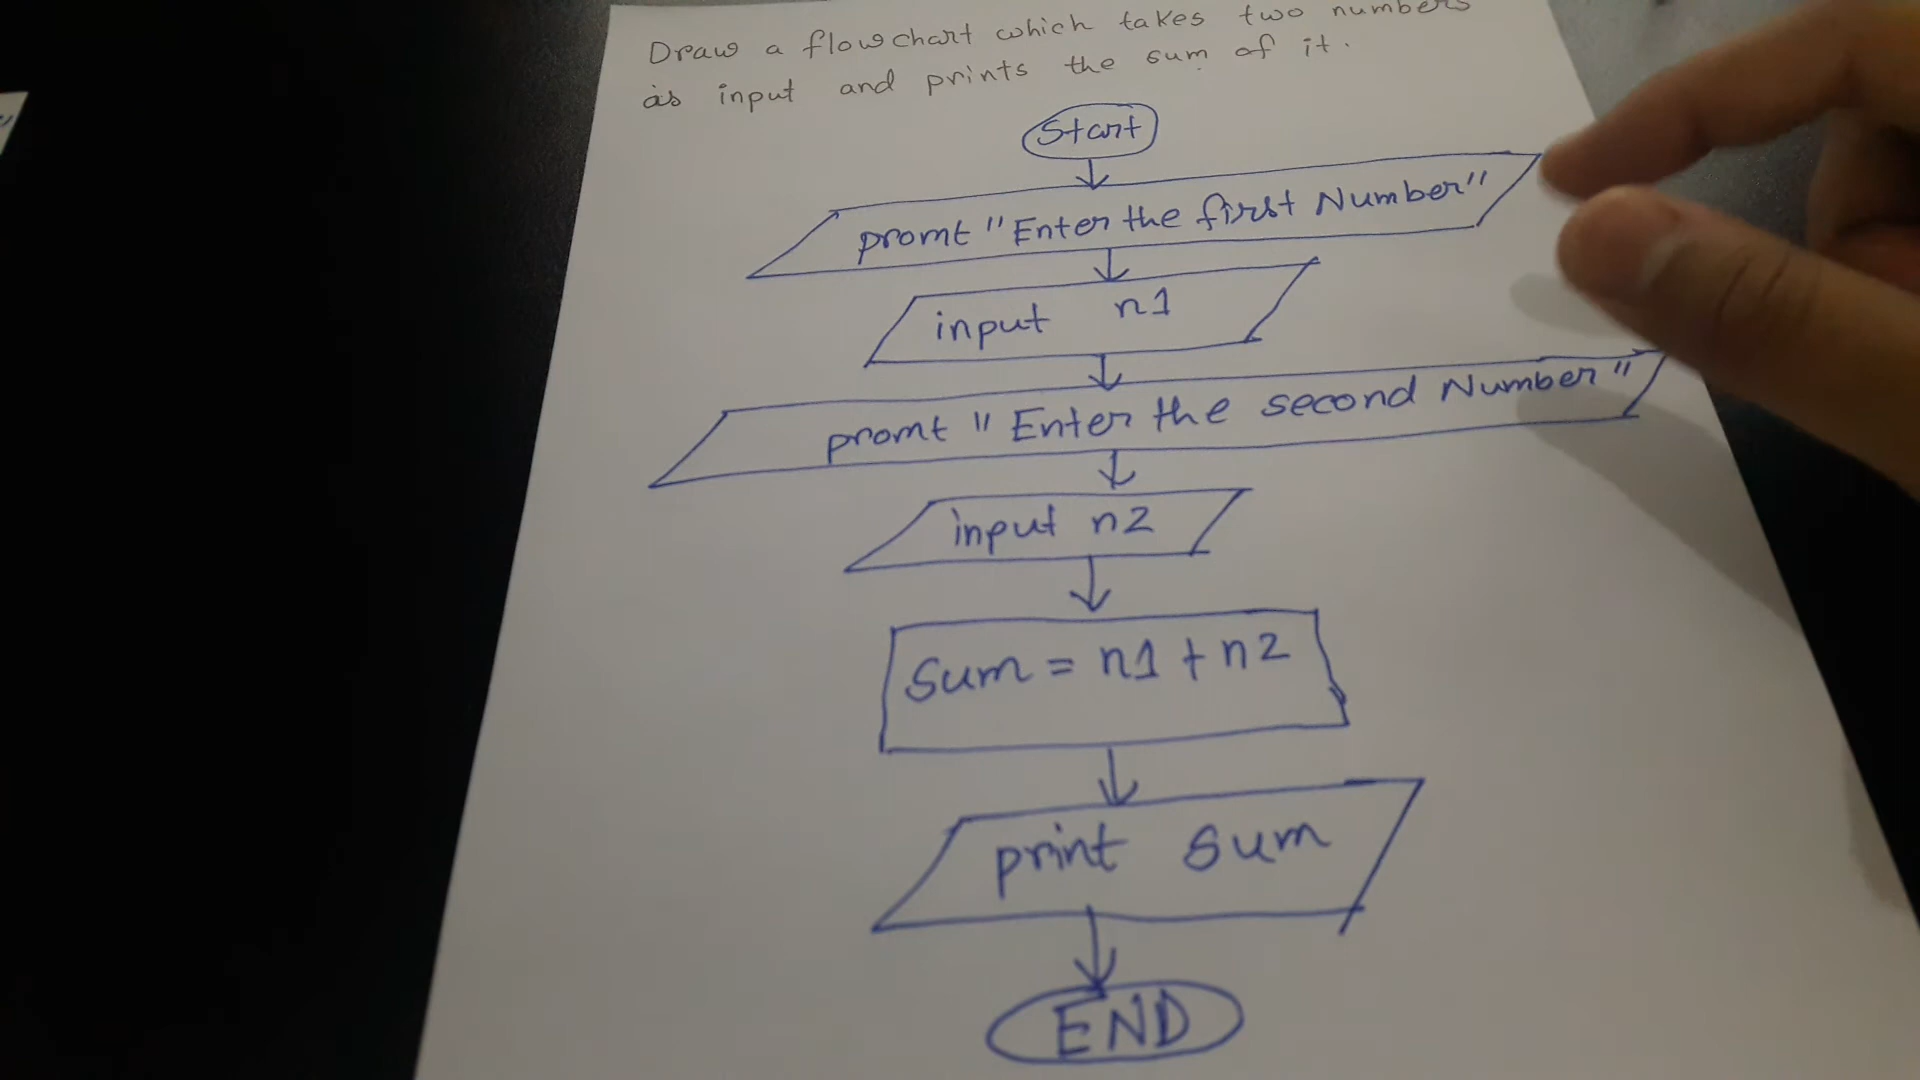 Draw a flowchart which takes two numbers
as input and prints the sum of it.
Start
promt "Enter the first Number"
input n1
promt "Enter the second Number"
input n2
Sum = n1 + n2
print sum
END